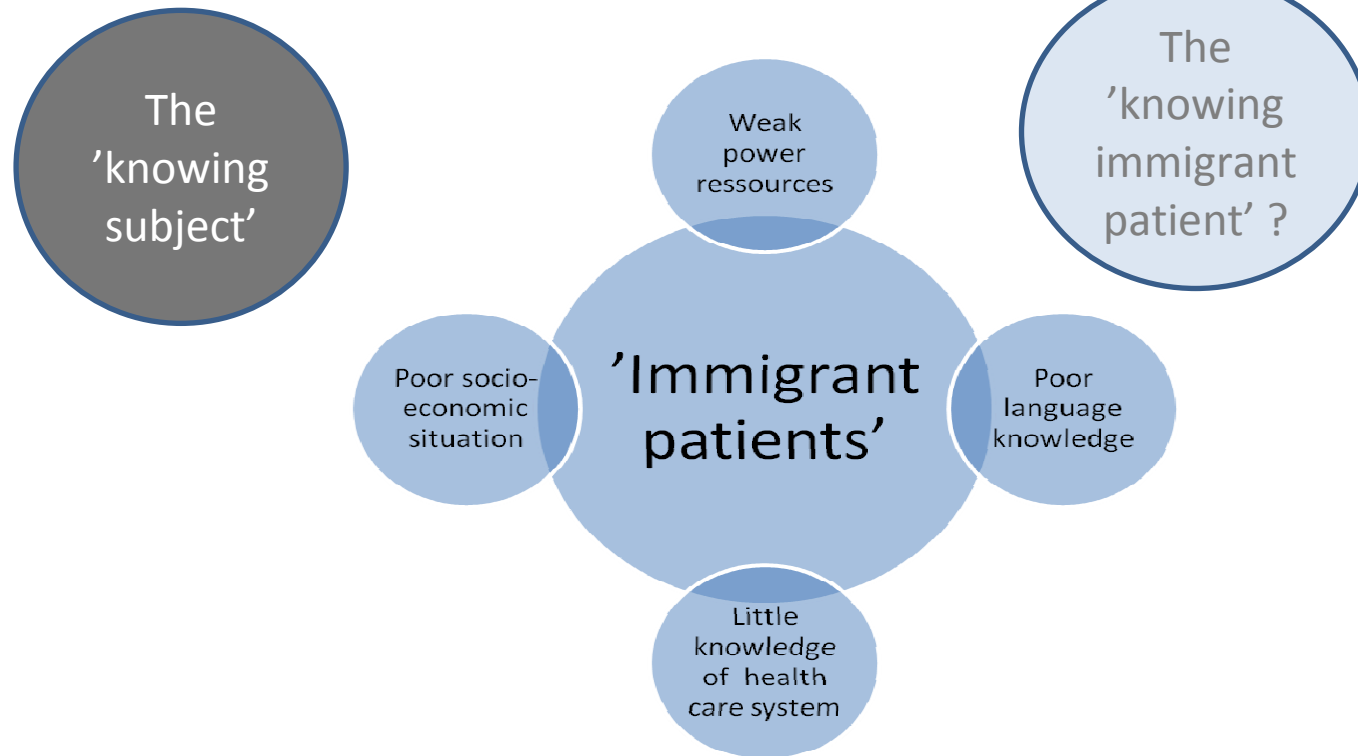 The
’knowing
subject’
The
’knowing
immigrant
patient’ ?
Weak
power
ressources
Poor socio-
economic
situation
’Immigrant
patients’
Poor
language
knowledge
Little
knowledge
of health
care system